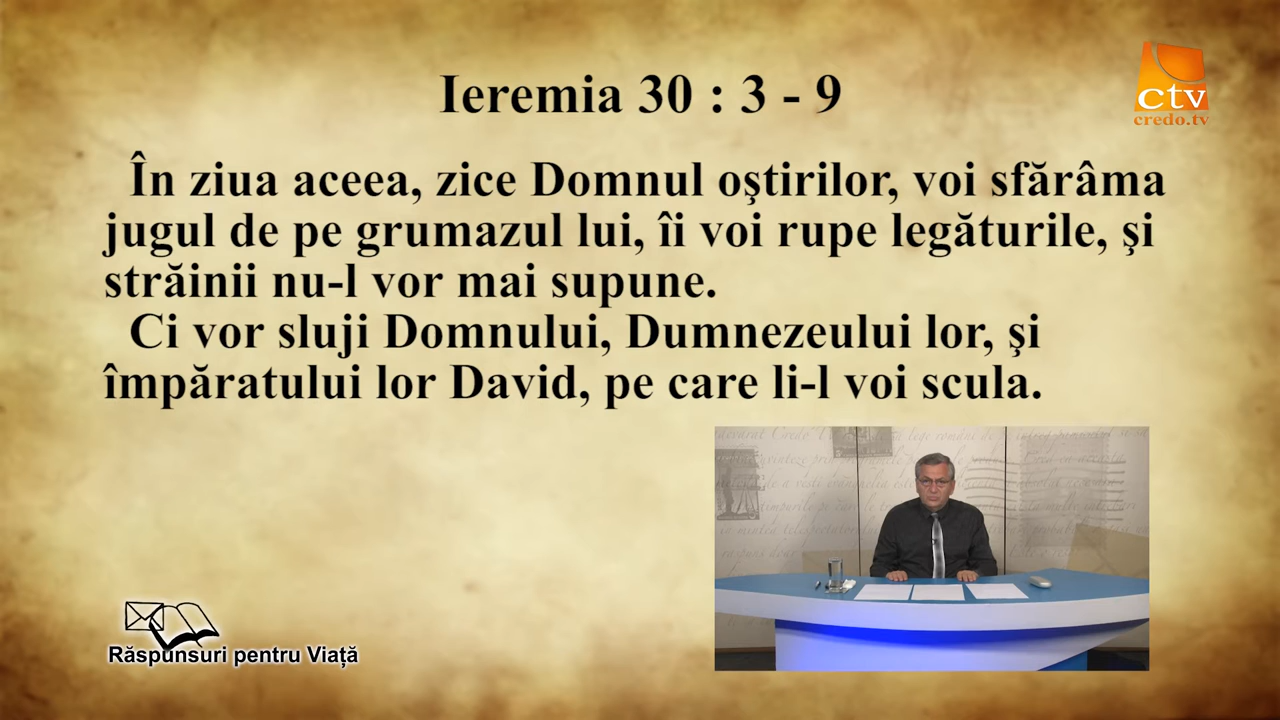 Ieremia 30 : 3 - 9
ctv
credo.tv
În ziua aceea, zice Domnul oştirilor, voi sfărâma
jugul de pe grumazul lui, îi voi rupe legăturile, şi
străinii nu-l vor mai supune.
Ci vor sluji Domnului, Dumnezeului lor, şi
împăratului lor David, pe care li-l voi scula.
Răspunsuri pentru Viață